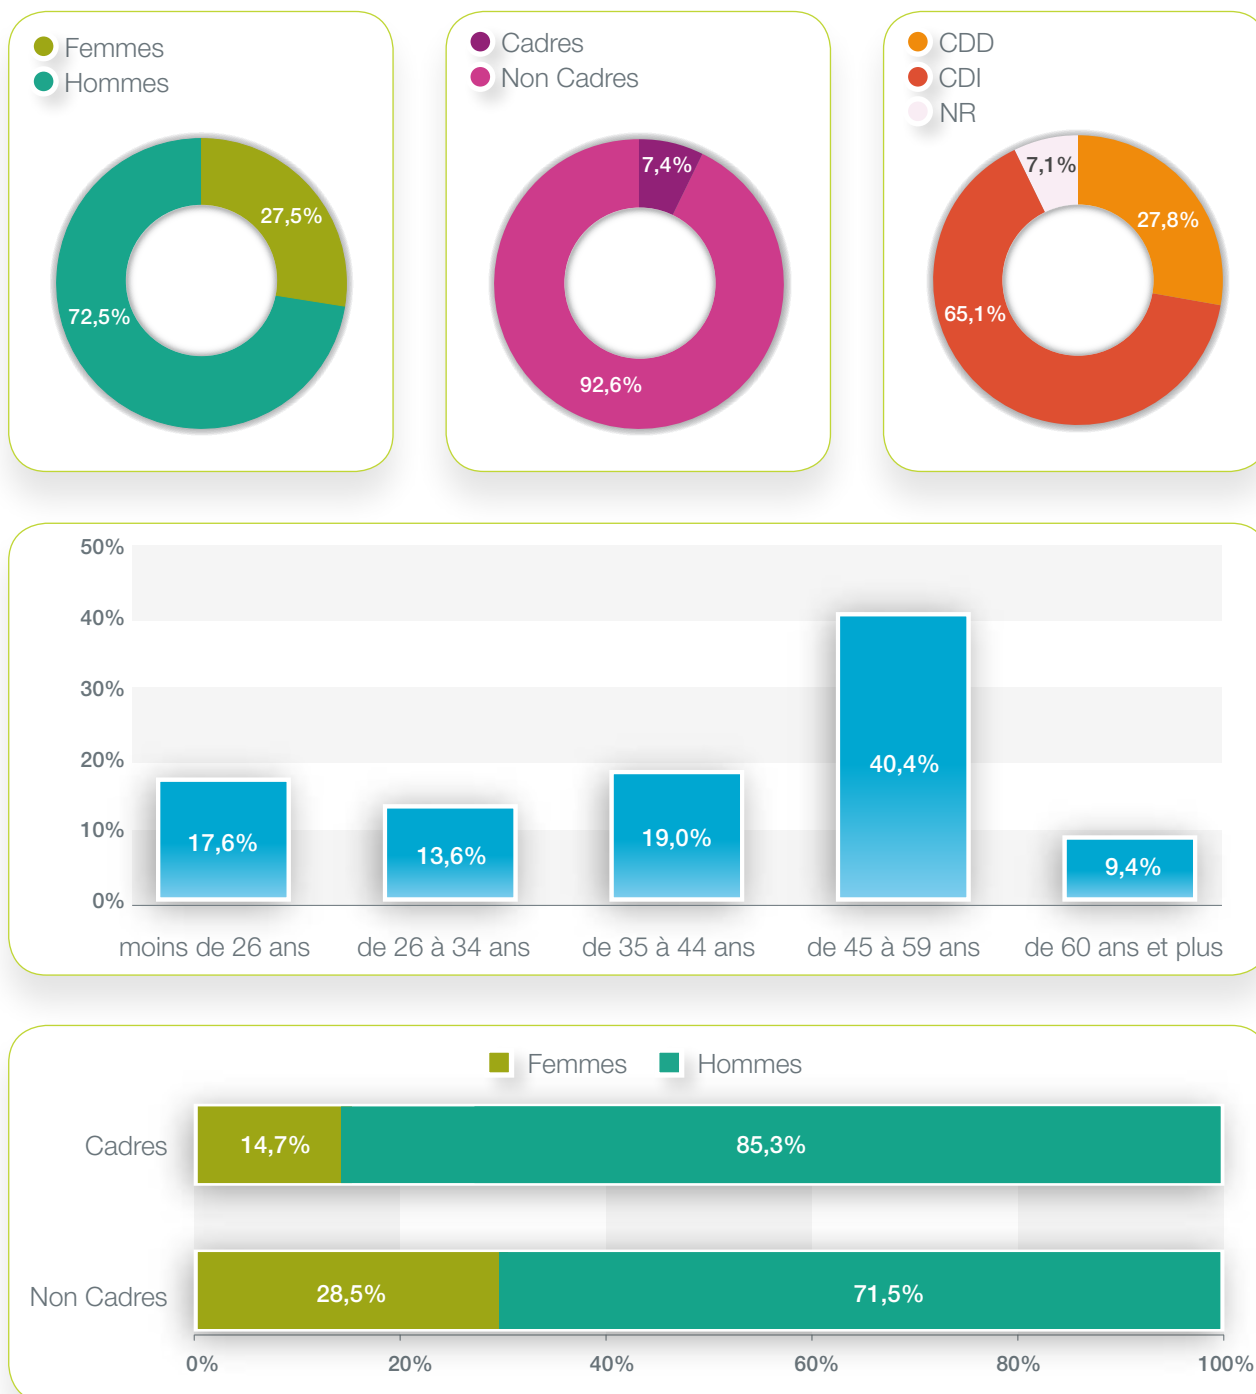 Femmes
Hommes
27,5%
72,5%
Cadres
Non Cadres
7,4%
92,6%
CDD
CDI
NR
7,1%
27,8%
65,1%
50%
40%
30%
20%
10%
0%
17,6%
13,6%
19,0%
40,4%
9,4%
moins de 26 ans
de 26 à 34 ans
de 35 à 44 ans
de 45 à 59 ans
de 60 ans et plus
Femmes Hommes
Cadres 14,7% 85,3%
Non Cadres 28,5% 71,5%
0% 20% 40% 60% 80% 100%